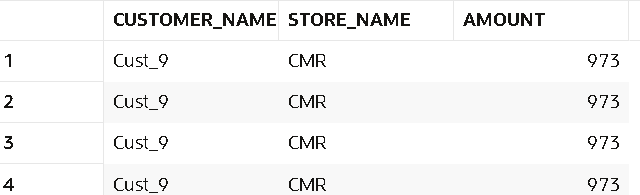 CUSTOMER_NAME STORE_NAME AMOUNT
1 Cust_9 CMR 973
2 Cust_9 CMR 973
3 Cust_9 CMR 973
4 Cust_9 CMR 973